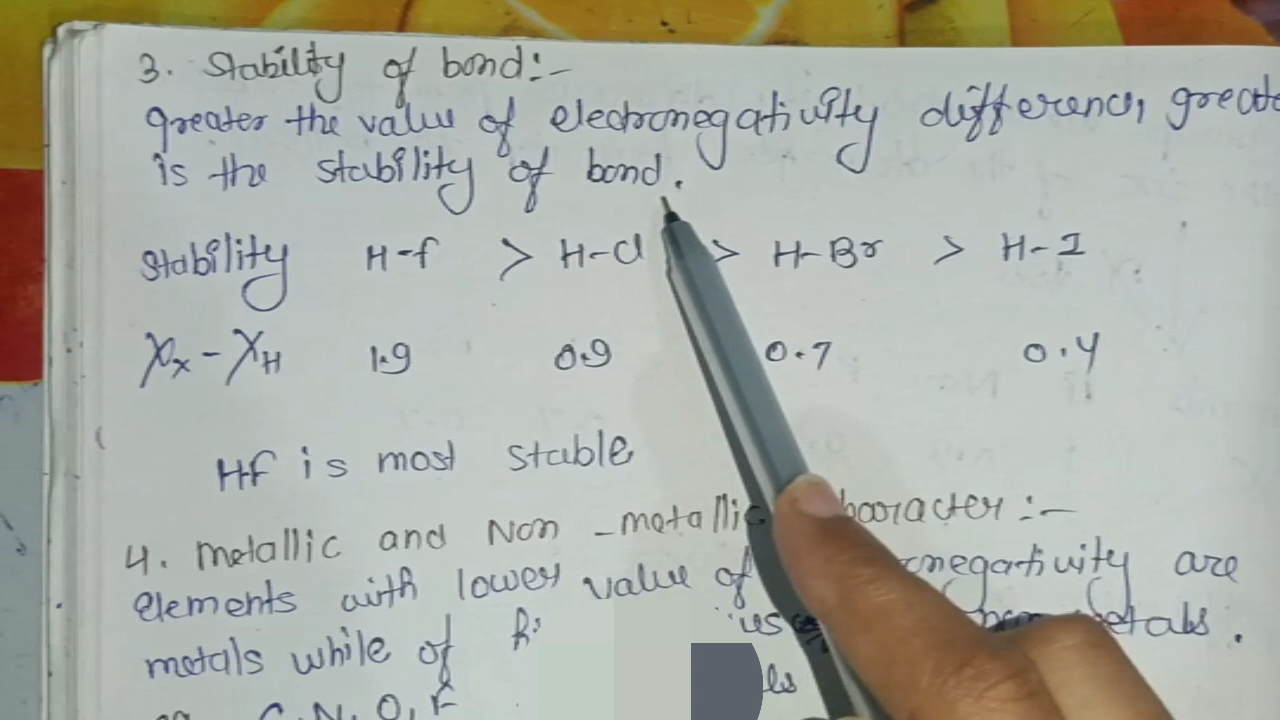 3. Stability of bond:-
greater the value of electronegativity difference, greate
is the stability of bond.
Stability H-f > H-Cl > H-Br > H-I
χx - χH 1.9 0.9 0.7 0.4
Hf is most stable
4. metallic and Non-metallic
elements with lower value of are
metals while of
C, N, O, F